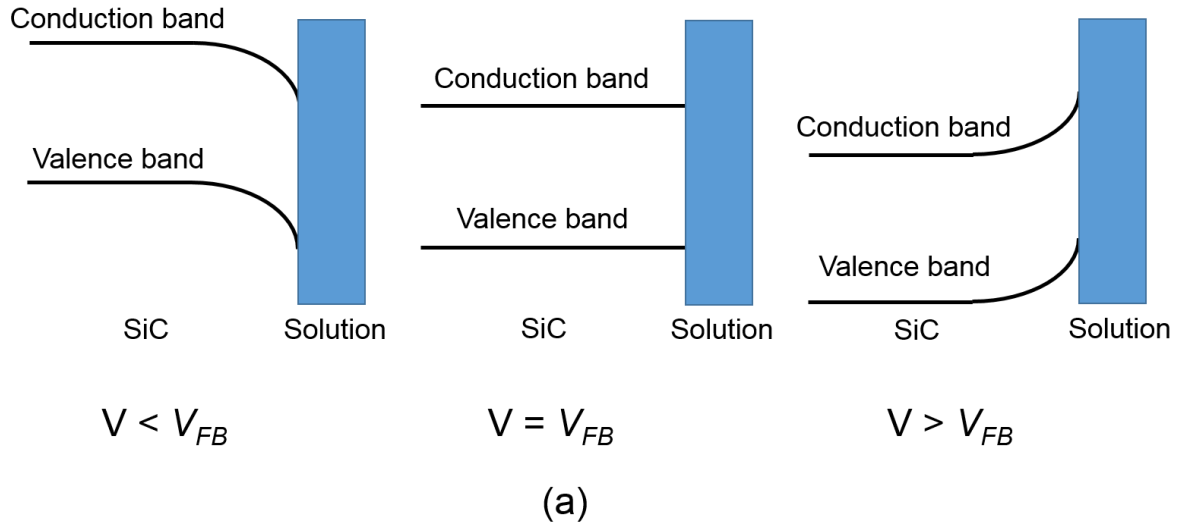 Conduction band
Valence band
SiC
Solution
V < V_FB
Conduction band
Valence band
SiC
Solution
V = V_FB
Conduction band
Valence band
SiC
Solution
V > V_FB
(a)